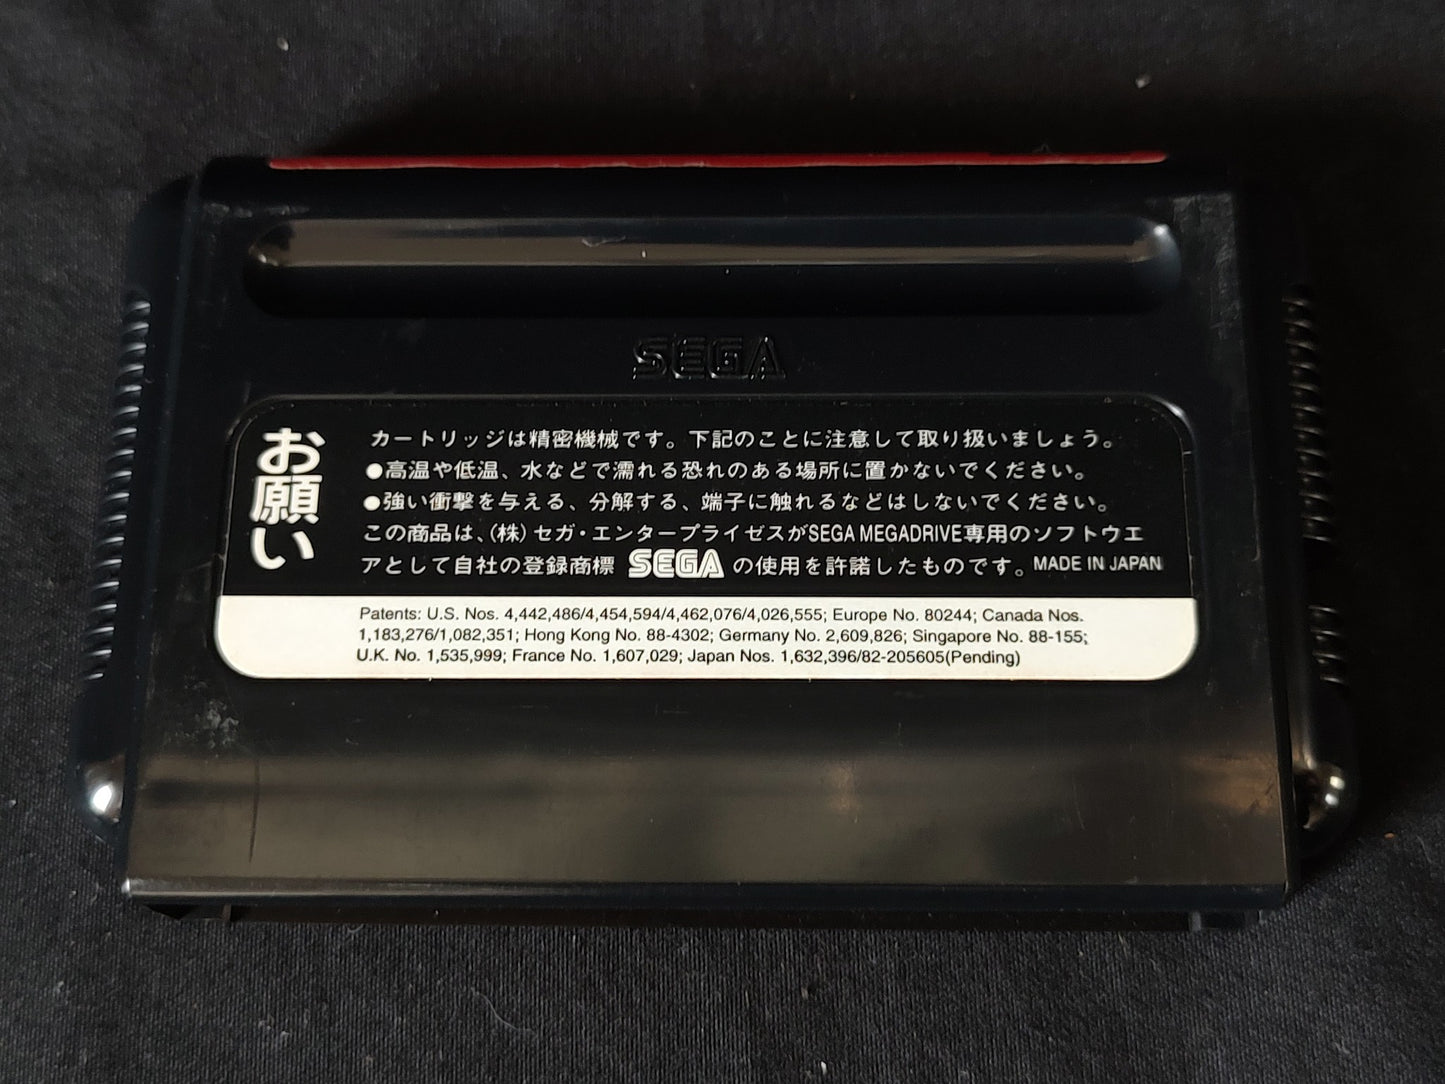 SEGA
お願い
カートリッジは精密機械です。下記のことに注意して取り扱いましょう。
●高温や低温、水などで濡れる恐れのある場所に置かないでください。
●強い衝撃を与える、分解する、端子に触れるなどはしないでください。
この商品は、(株)セガ・エンタープライゼスがSEGA MEGADRIVE専用のソフトウエ
アとして自社の登録商標 SEGA の使用を許諾したものです。MADE IN JAPAN
Patents: U.S. Nos. 4,442,486/4,454,594/4,462,076/4,026,555; Europe No. 80244; Canada Nos.
1,183,276/1,082,351; Hong Kong No. 88-4302; Germany No. 2,609,826; Singapore No. 88-155;
U.K. No. 1,535,999; France No. 1,607,029; Japan Nos. 1,632,396/82-205605(Pending)